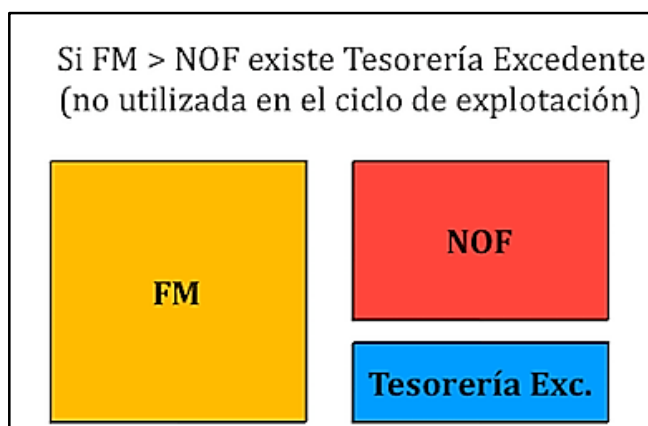 Si FM > NOF existe Tesorería Excedente
(no utilizada en el ciclo de explotación)
FM
NOF
Tesorería Exc.